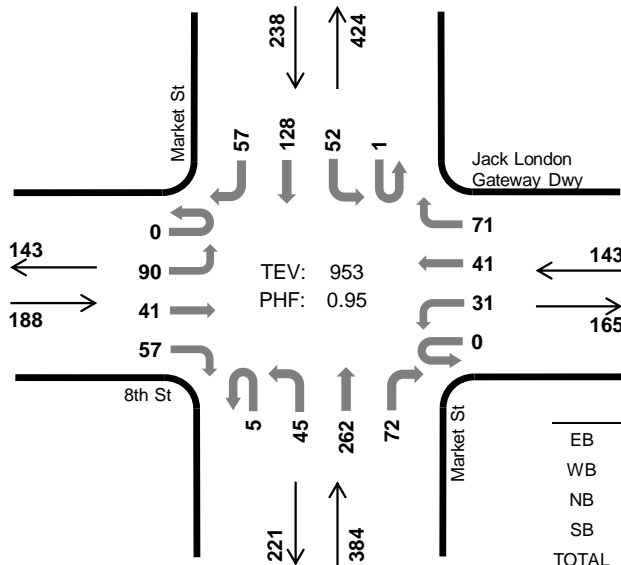 238
424
Market St
57
128
52
1
Jack London
Gateway Dwy
0
71
143
90
TEV: 953
41
143
188
41
PHF: 0.95
31
165
57
0
8th St
5
45
262
72
Market St
EB
WB
NB
SB
TOTAL
221
384